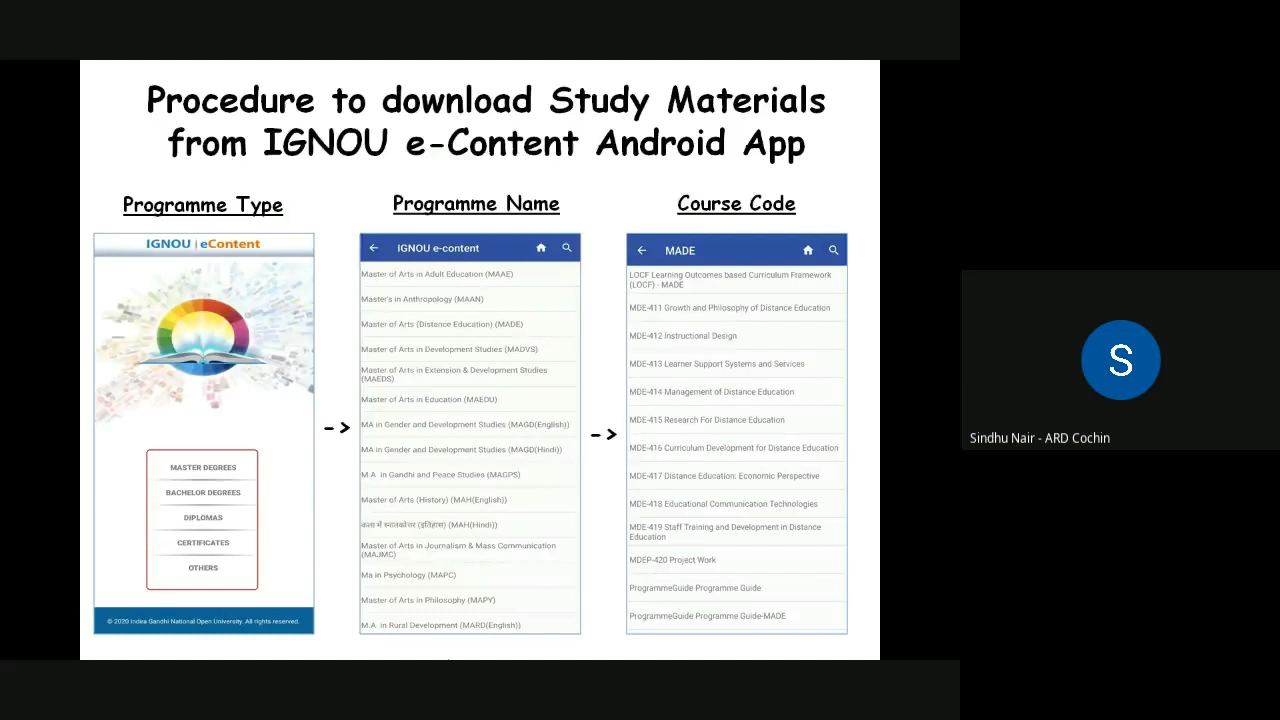 Procedure to download Study Materials
from IGNOU e-Content Android App
Programme Type
IGNOU | eContent
MASTER DEGREES
BACHELOR DEGREES
DIPLOMAS
CERTIFICATES
OTHERS
© 2020 Indira Gandhi National Open University. All rights reserved.
-->
Programme Name
IGNOU e-content
Master of Arts in Adult Education (MAAE)
Master's in Anthropology (MAAN)
Master of Arts (Distance Education) (MADE)
Master of Arts in Development Studies (MADVS)
Master of Arts in Extension & Development Studies
(MAEDS)
Master of Arts in Education (MAEDU)
MA in Gender and Development Studies (MAGD(English))
MA in Gender and Development Studies (MAGD(Hindi))
M.A in Gandhi and Peace Studies (MAGPS)
Master of Arts (History) (MAH(English))
कला में स्नातकोत्तर (इतिहास) (MAH(Hindi))
Master of Arts in Journalism & Mass Communication
(MAJMC)
Ma in Psychology (MAPC)
Master of Arts in Philosophy (MAPY)
M.A in Rural Development (MARD(English))
-->
Course Code
MADE
LOCF Learning Outcomes based Curriculum Framework
(LOCF) - MADE
MDE-411 Growth and Philosophy of Distance Education
MDE-412 Instructional Design
MDE-413 Learner Support Systems and Services
MDE-414 Management of Distance Education
MDE-415 Research For Distance Education
MDE-416 Curriculum Development for Distance Education
MDE-417 Distance Education: Economic Perspective
MDE-418 Educational Communication Technologies
MDE-419 Staff Training and Development in Distance
Education
MDEP-420 Project Work
ProgrammeGuide Programme Guide
ProgrammeGuide Programme Guide-MADE
S
Sindhu Nair - ARD Cochin